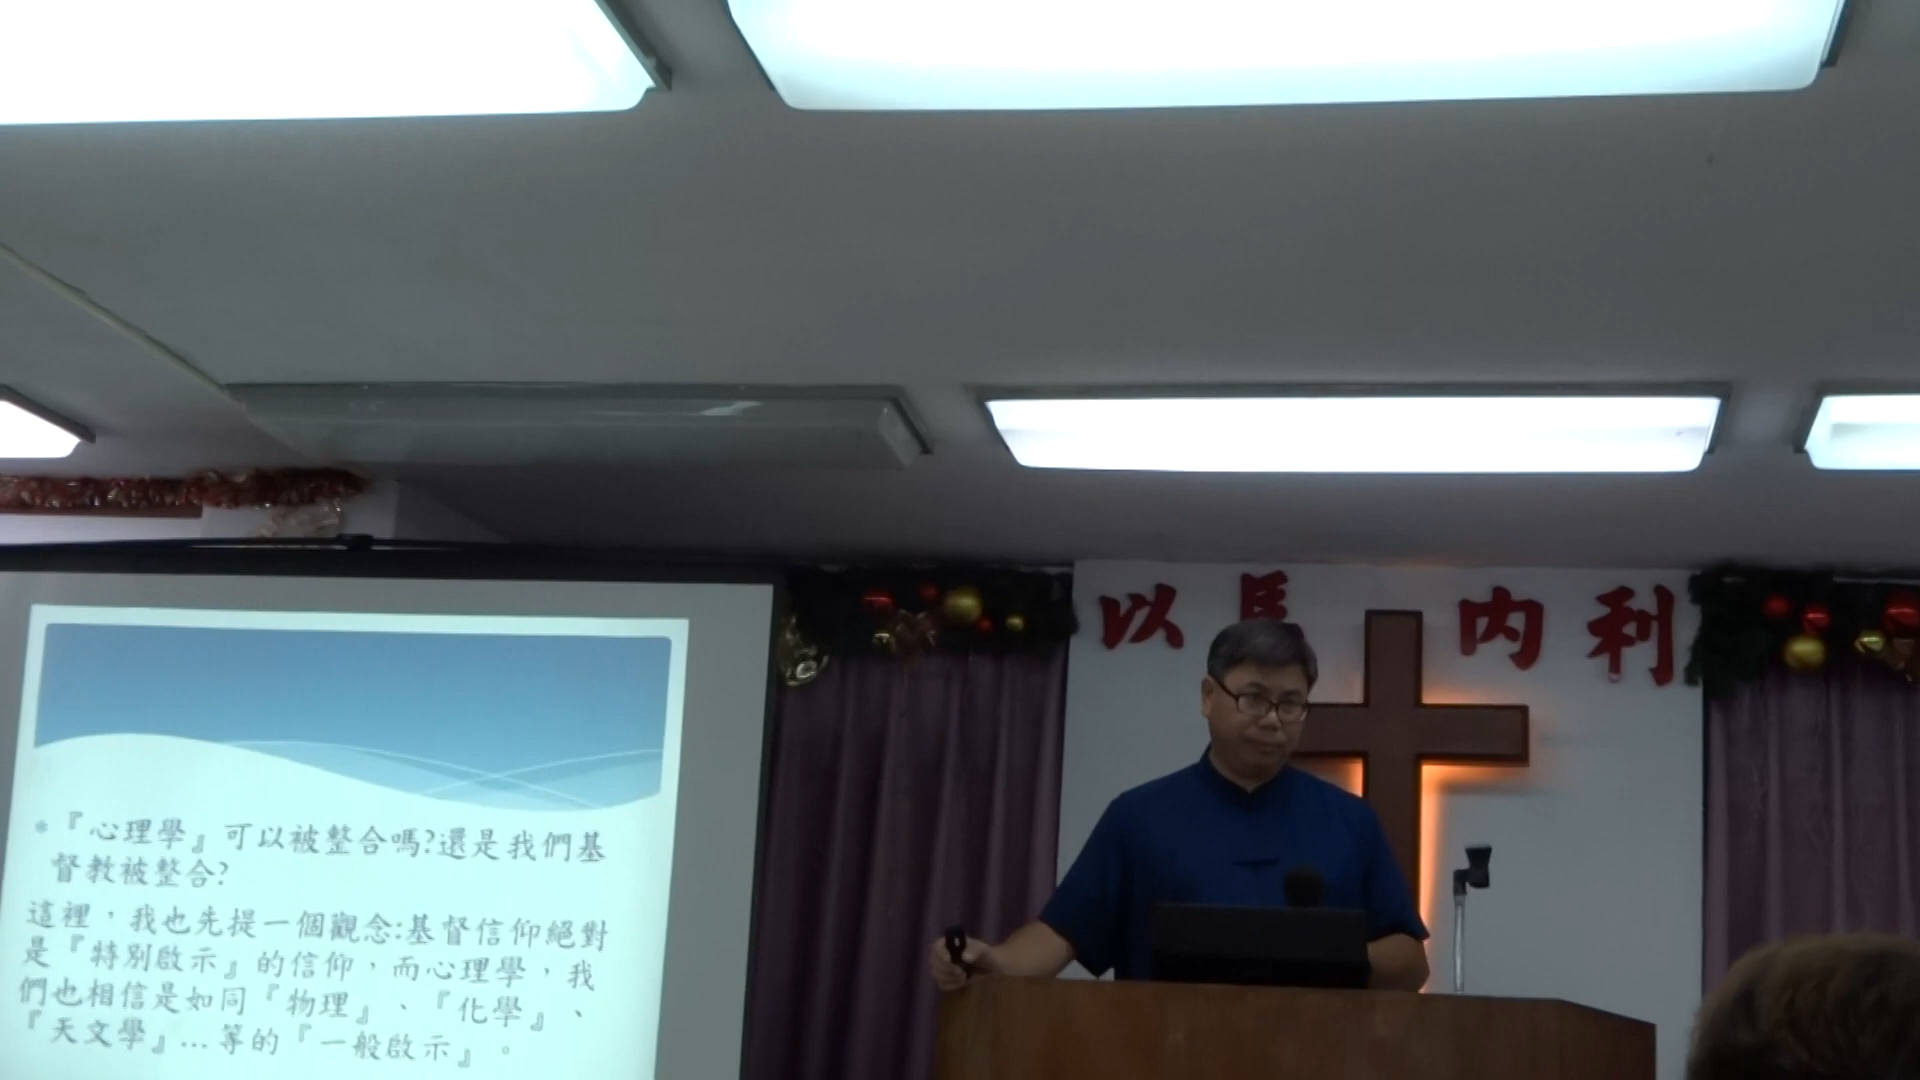 『心理學』可以被整合嗎?還是我們基
督教被整合?
這裡,我也先提一個觀念:基督信仰絕對
是『特別啟示』的信仰,而心理學,我
們也相信是如同『物理』、『化學』、
『天文學』...等的『一般啟示』。
以馬內利